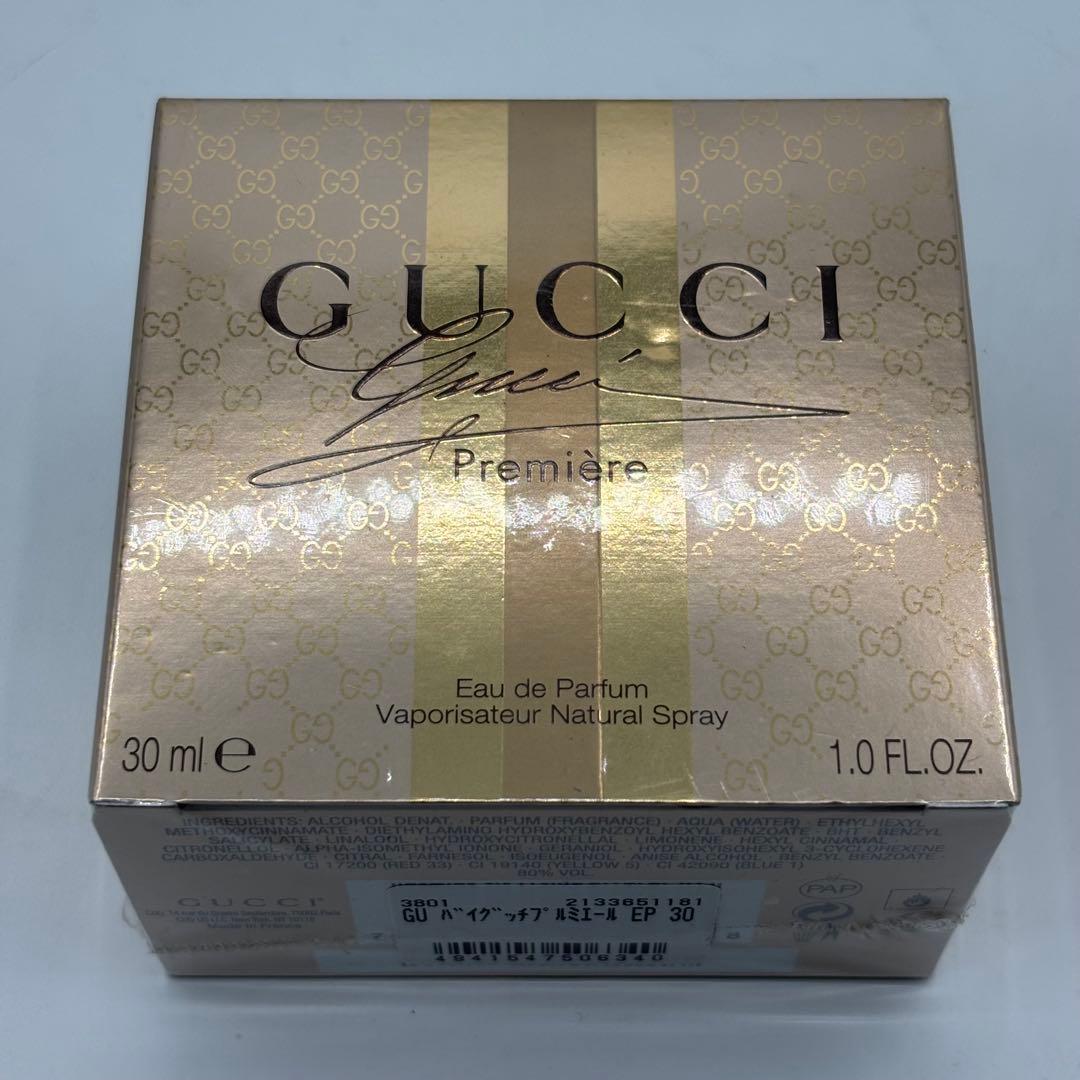 GUCCI
Gucci
Première
Eau de Parfum
Vaporisateur Natural Spray
30 ml e
1.0 FL.OZ.
INGREDIENTS: ALCOHOL DENAT. · PARFUM (FRAGRANCE) · AQUA (WATER) · ETHYLHEXYL
METHOXYCINNAMATE · DIETHYLAMINO HYDROXYBENZOYL HEXYL BENZOATE · BHT · BENZYL
SALICYLATE · LINALOOL · HYDROXYCITRONELLAL · LIMONENE · HEXYL CINNAMAL ·
CITRONELLOL · ALPHA-ISOMETHYL IONONE · GERANIOL · HYDROXYISOHEXYL 3-CYCLOHEXENE
CARBOXALDEHYDE · CITRAL · FARNESOL · ISOEUGENOL · ANISE ALCOHOL · BENZYL BENZOATE ·
CI 17200 (RED 33) · CI 19140 (YELLOW 5) · CI 42090 (BLUE 1)
80% VOL.
GUCCI
Made in France
3801 2133651181
GU ﾊﾞｲｸﾞｯﾁﾌﾟﾙﾐｴｰﾙ EP 30
4941547506340
PAP
8